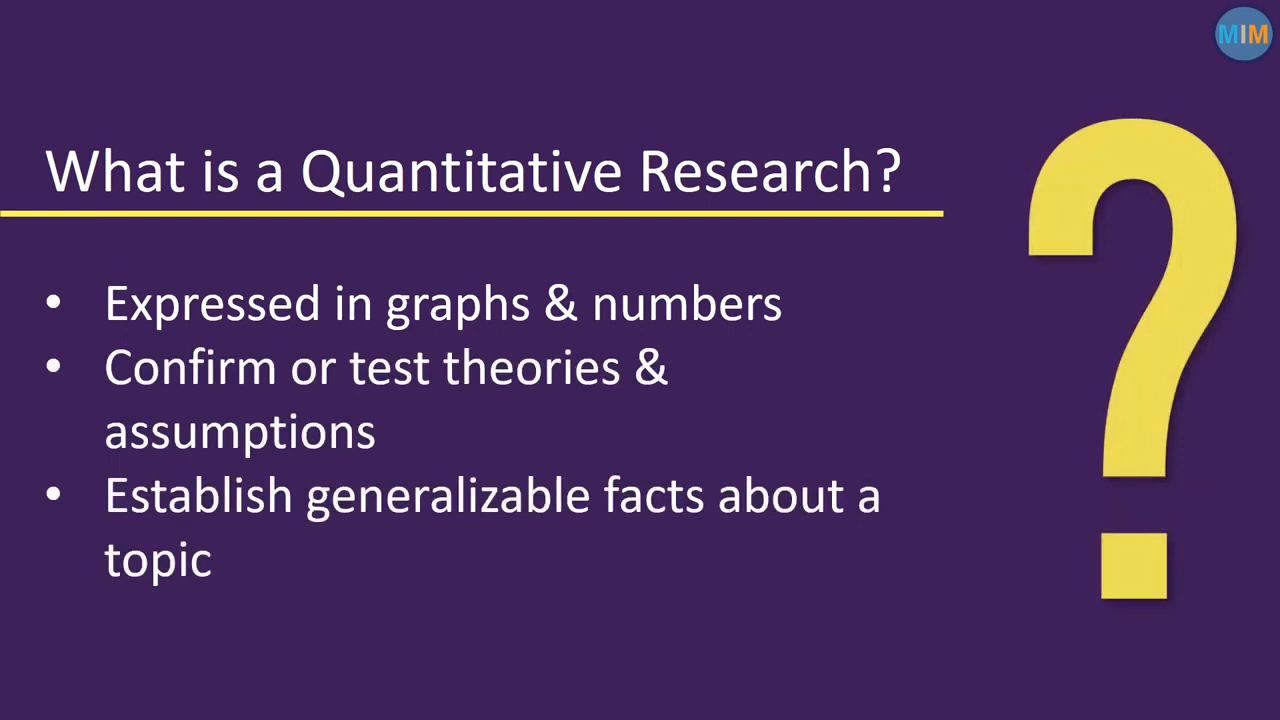 MIM
What is a Quantitative Research?
• Expressed in graphs & numbers
• Confirm or test theories &
assumptions
• Establish generalizable facts about a
topic
?